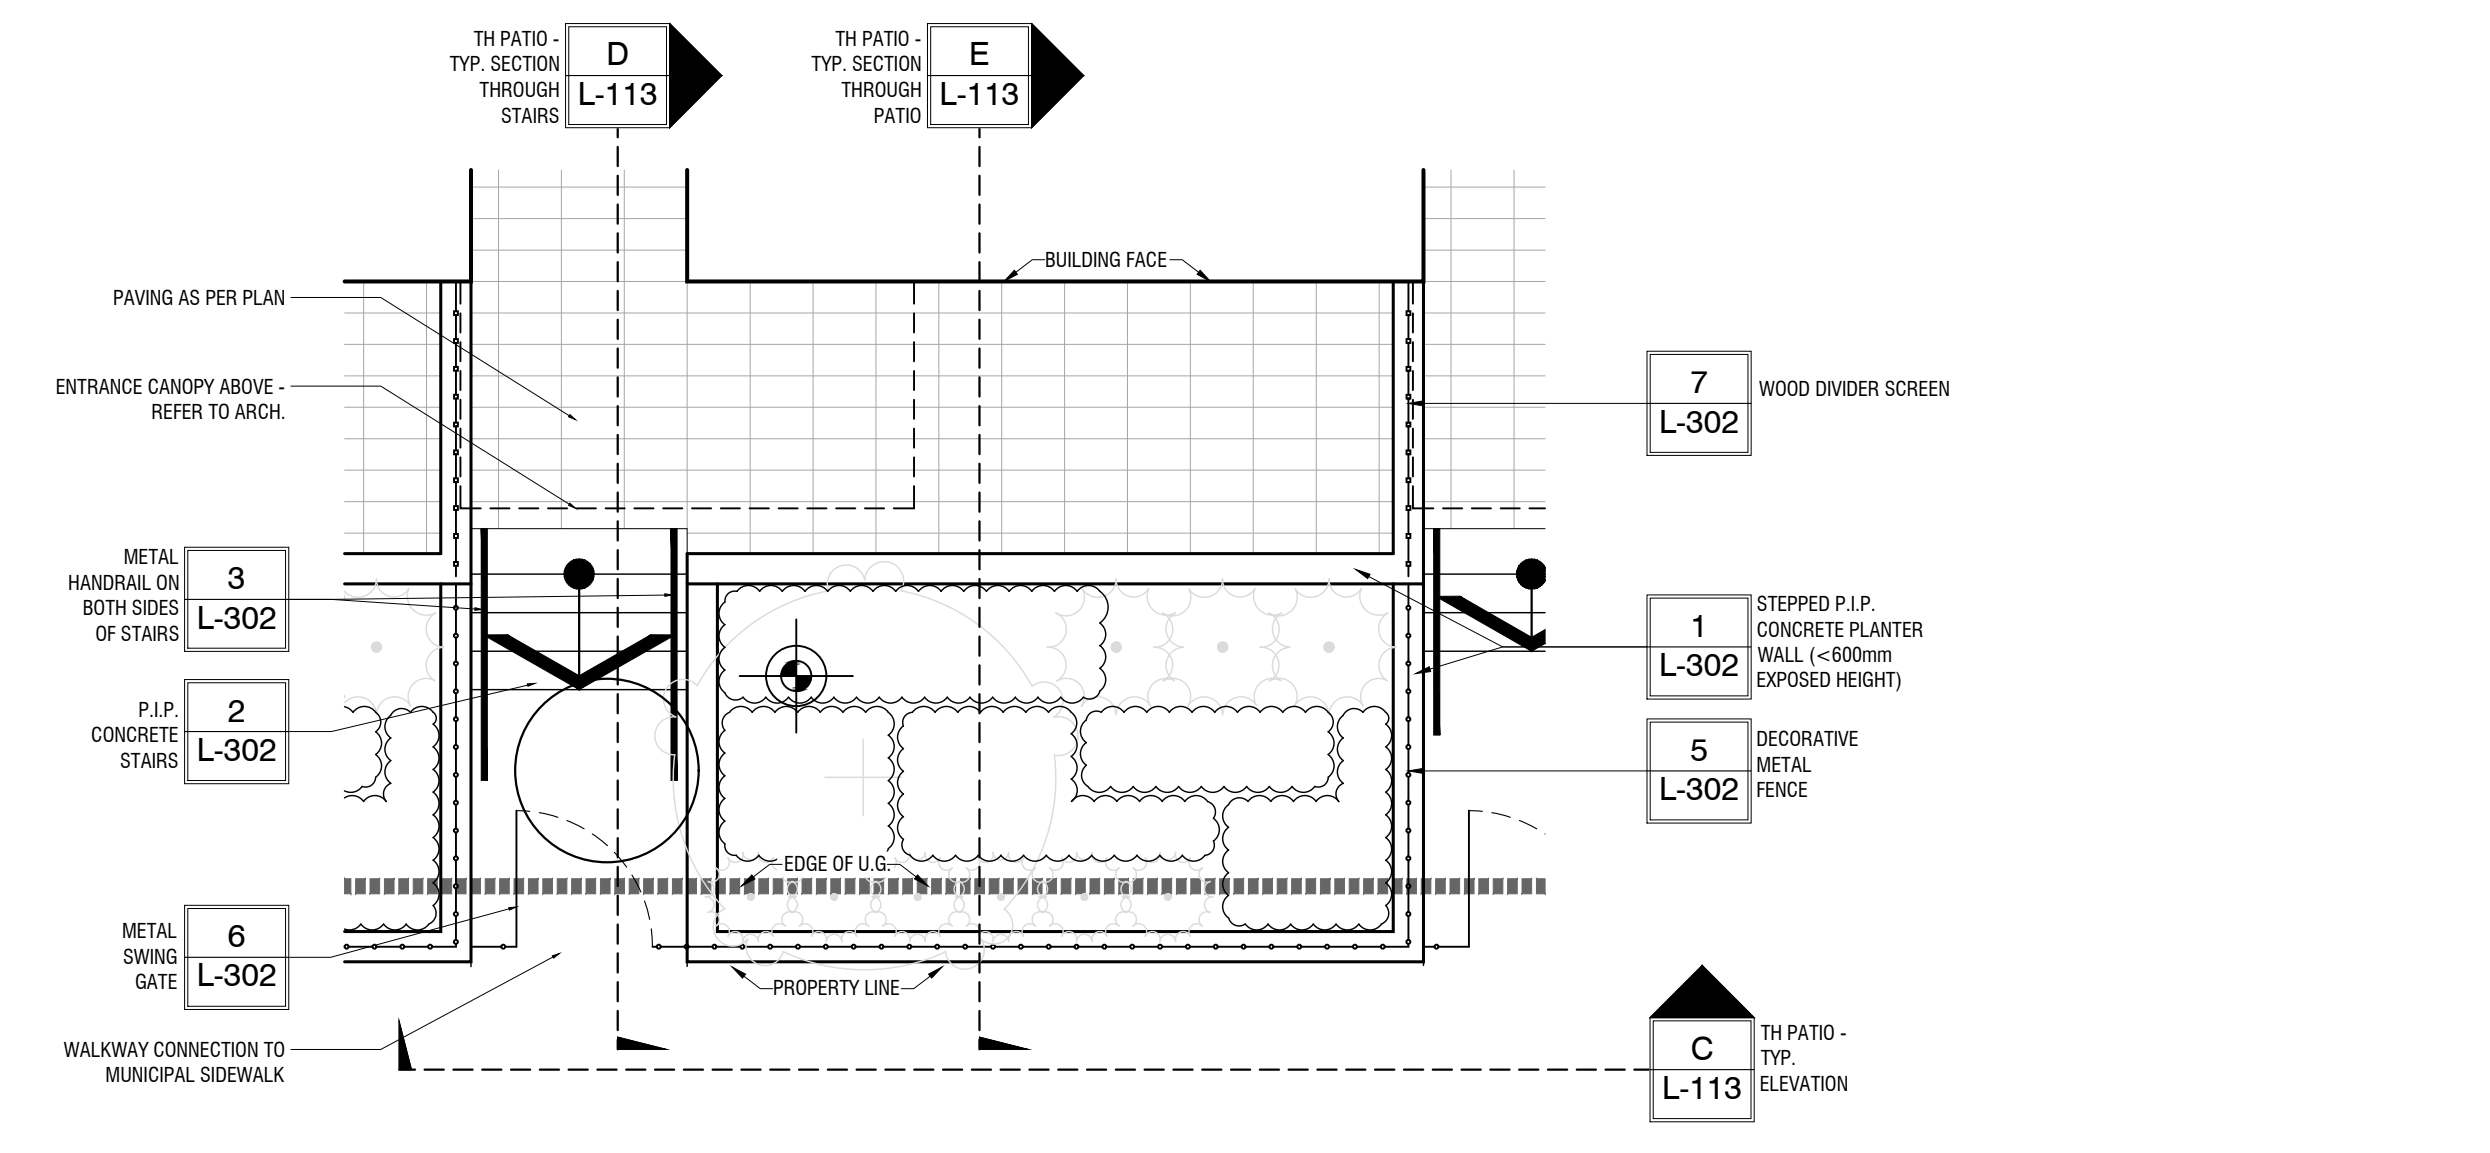 TH PATIO -
TYP. SECTION
THROUGH
STAIRS
D
L-113
TH PATIO -
TYP. SECTION
THROUGH
PATIO
E
L-113
BUILDING FACE
PAVING AS PER PLAN
ENTRANCE CANOPY ABOVE -
REFER TO ARCH.
7
L-302
WOOD DIVIDER SCREEN
METAL
HANDRAIL ON
BOTH SIDES
OF STAIRS
3
L-302
1
L-302
STEPPED P.I.P.
CONCRETE PLANTER
WALL (<600mm
EXPOSED HEIGHT)
P.I.P.
CONCRETE
STAIRS
2
L-302
5
L-302
DECORATIVE
METAL
FENCE
EDGE OF U.G.
METAL
SWING
GATE
6
L-302
PROPERTY LINE
WALKWAY CONNECTION TO
MUNICIPAL SIDEWALK
C
L-113
TH PATIO -
TYP.
ELEVATION